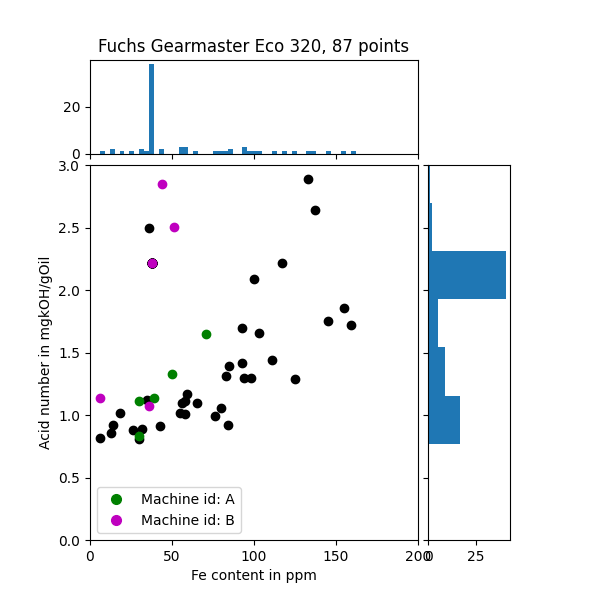 Fuchs Gearmaster Eco 320, 87 points
20
0
3.0
2.5
2.0
1.5
1.0
0.5
0.0
Acid number in mgkOH/gOil
Machine id: A
Machine id: B
0 50 100 150 200
0 25
Fe content in ppm